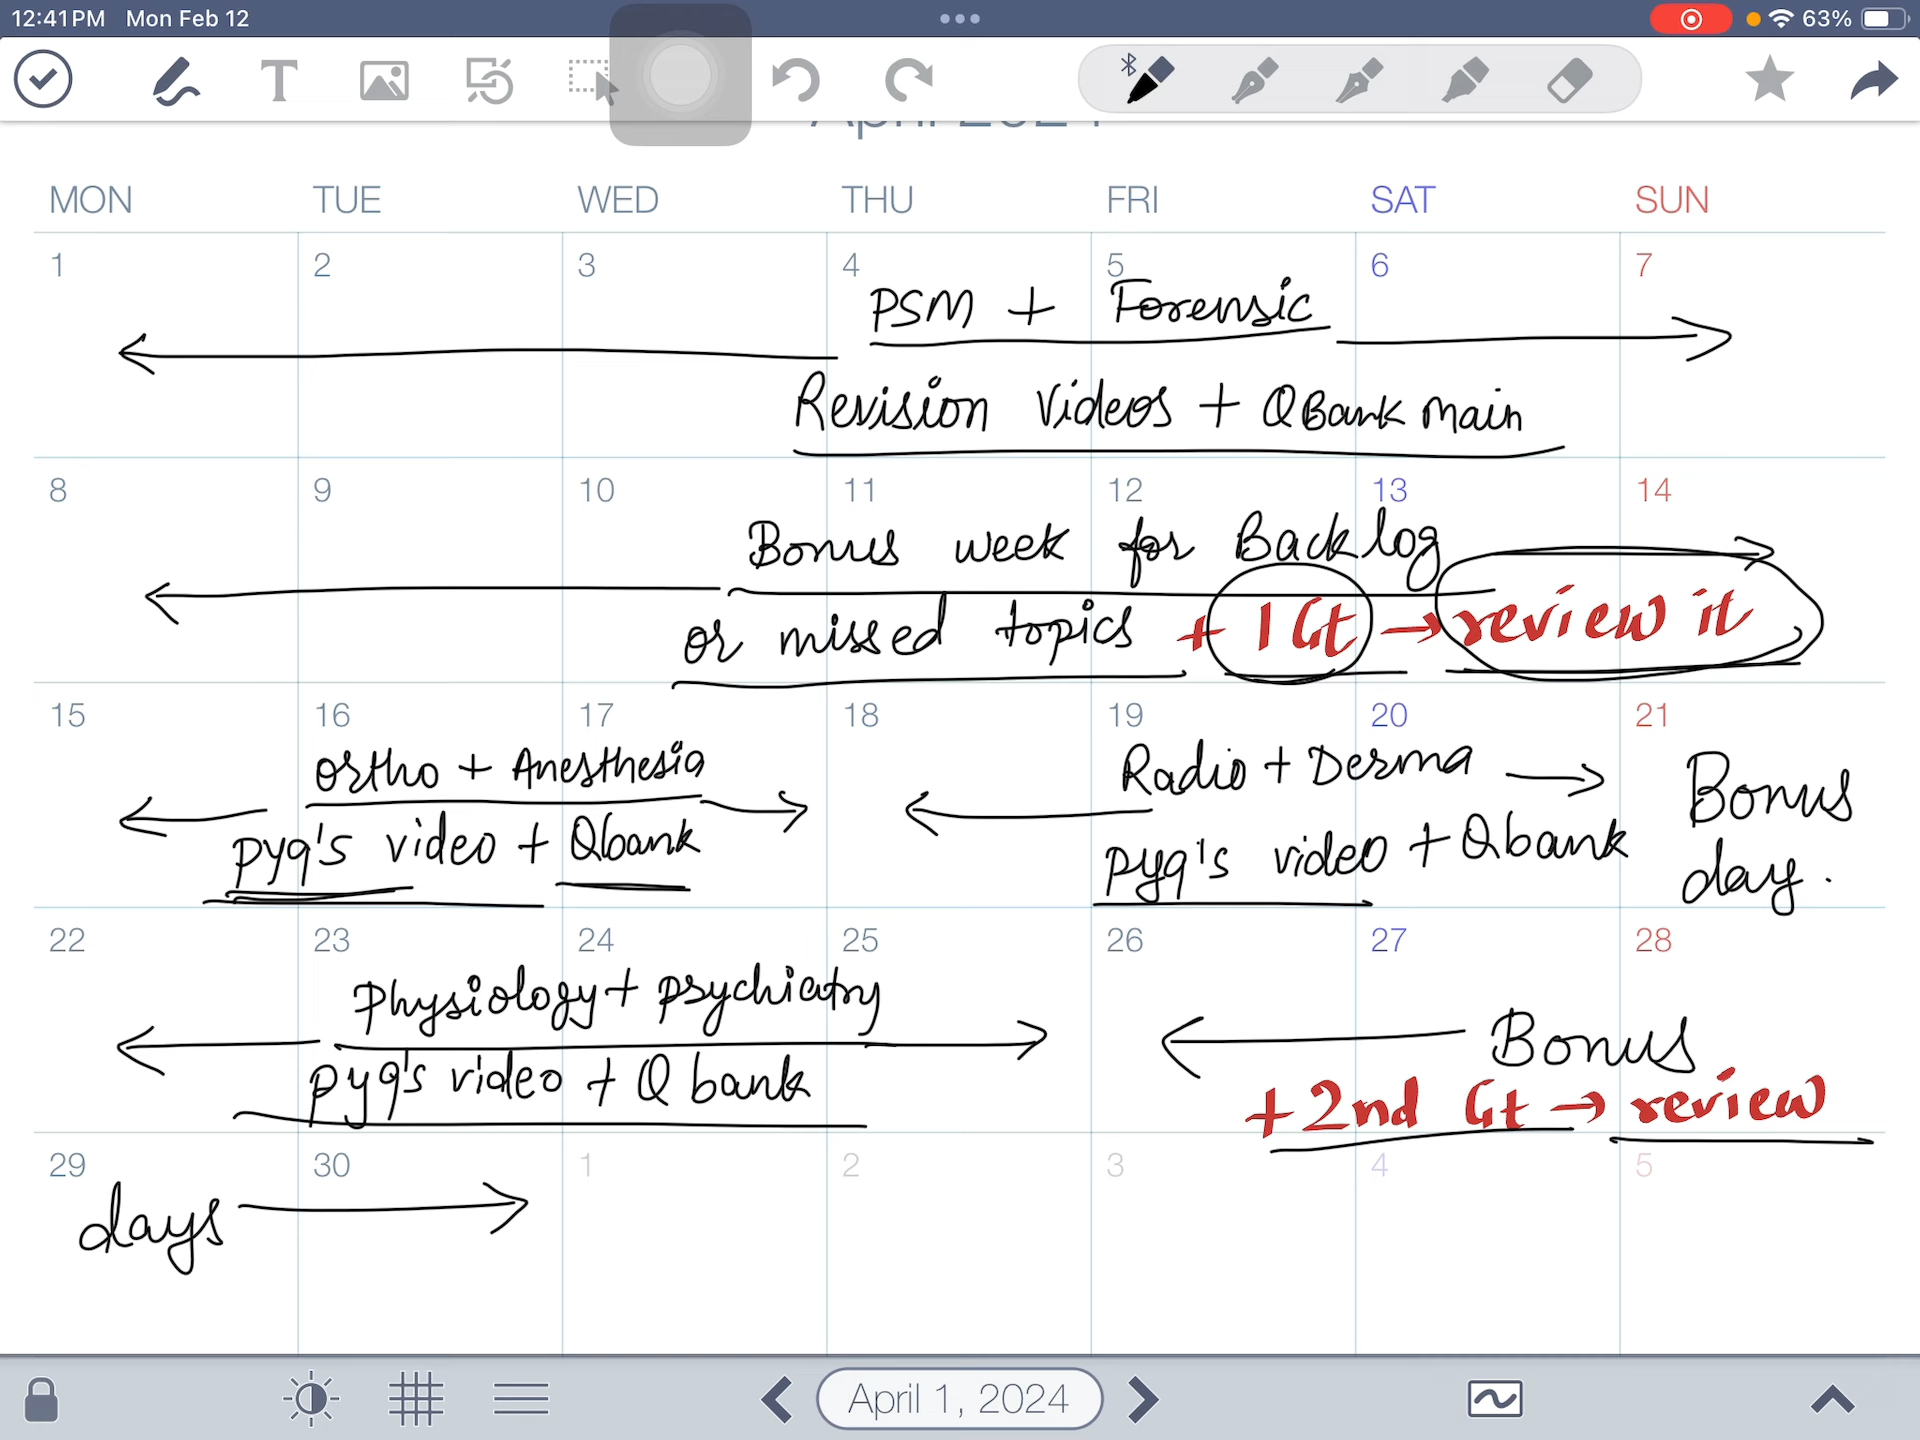 12:41 PM Mon Feb 12
63%
April 2024
MON TUE WED THU FRI SAT SUN
1 2 3 4 5 6 7
PSM + Forensic
Revision Videos + QBank main
8 9 10 11 12 13 14
Bonus week for Backlog
or missed topics + 1 Gt → review it
15 16 17 18 19 20 21
Ortho + Anesthesia
pyq's video + Qbank
Radio + Derma →
pyq's video + Qbank
Bonus
day.
22 23 24 25 26 27 28
Physiology + psychiatry
pyq's video + Q bank
Bonus
+ 2nd Gt → review
29 30 1 2 3 4 5
days
April 1, 2024